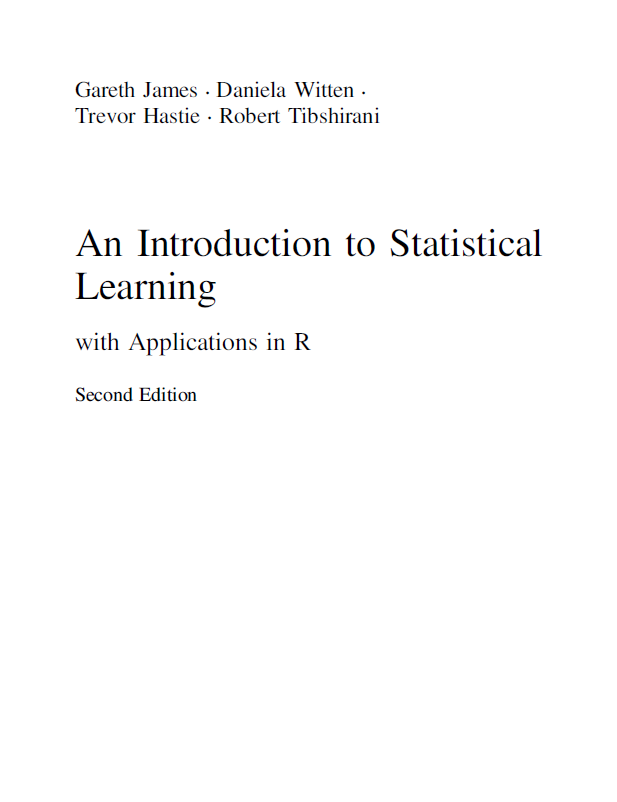 Gareth James · Daniela Witten ·
Trevor Hastie · Robert Tibshirani
An Introduction to Statistical
Learning
with Applications in R
Second Edition